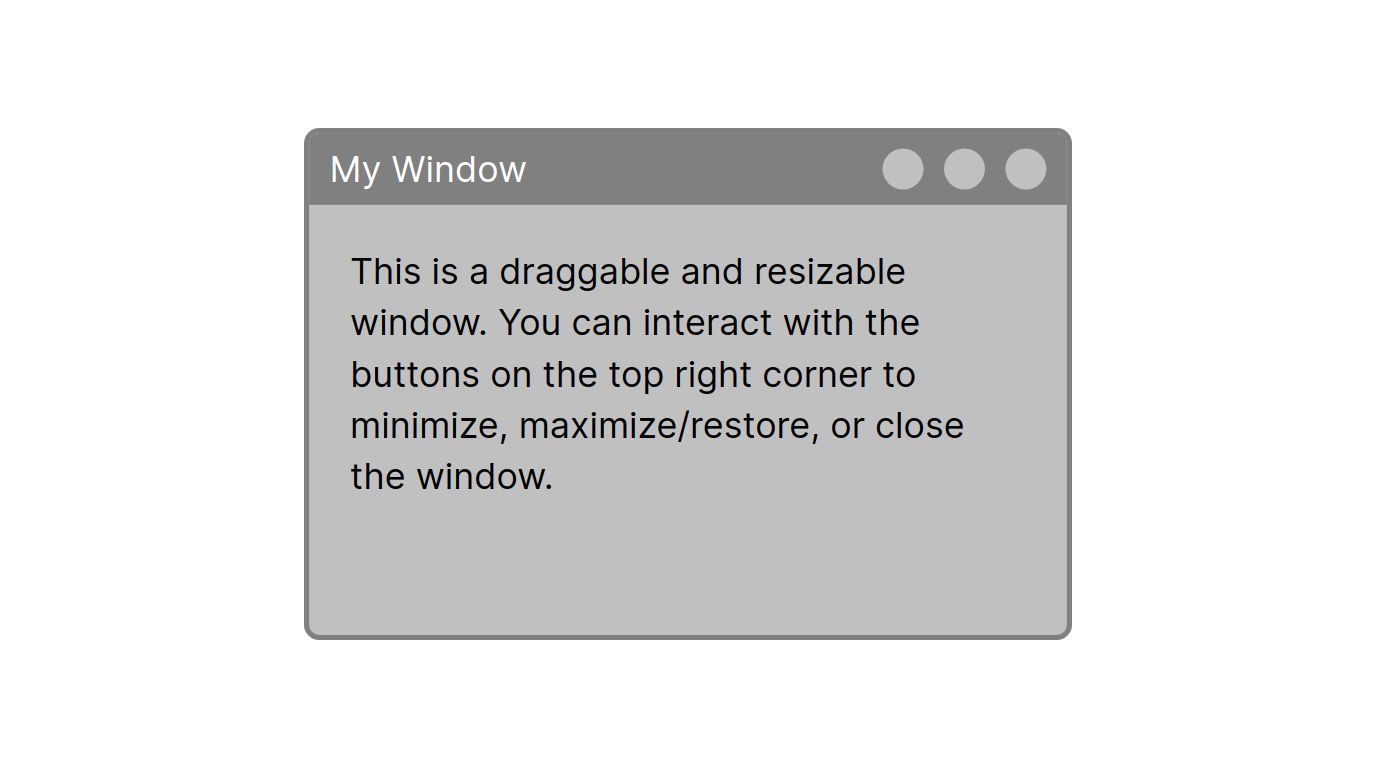 My Window
This is a draggable and resizable
window. You can interact with the
buttons on the top right corner to
minimize, maximize/restore, or close
the window.